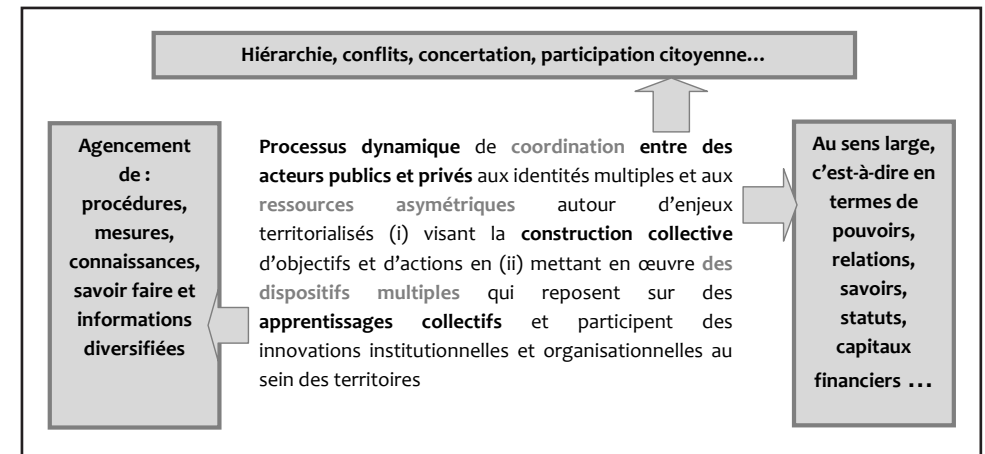 Hiérarchie, conflits, concertation, participation citoyenne…
Agencement
de :
procédures,
mesures,
connaissances,
savoir faire et
informations
diversifiées
Processus dynamique de coordination entre des
acteurs publics et privés aux identités multiples et aux
ressources asymétriques autour d'enjeux
territorialisés (i) visant la construction collective
d'objectifs et d'actions en (ii) mettant en œuvre des
dispositifs multiples qui reposent sur des
apprentissages collectifs et participent des
innovations institutionnelles et organisationnelles au
sein des territoires
Au sens large,
c'est-à-dire en
termes de
pouvoirs,
relations,
savoirs,
statuts,
capitaux
financiers …